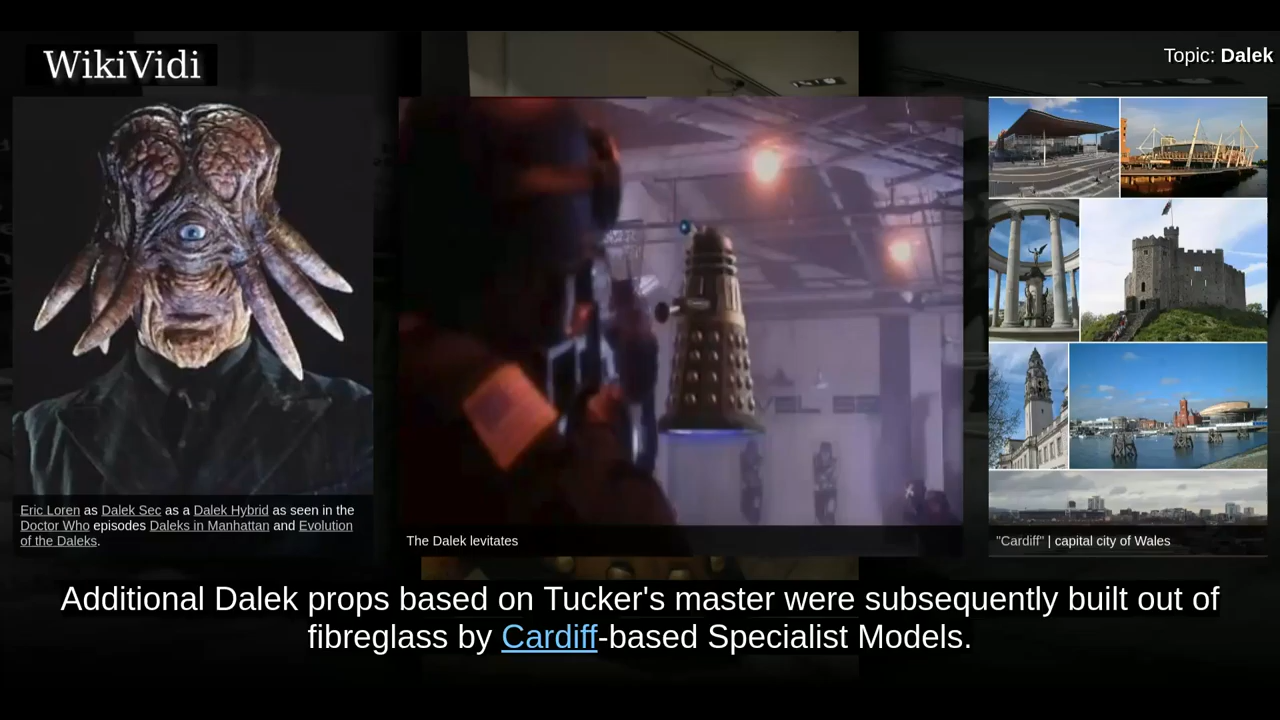 WikiVidi
Topic: Dalek
Eric Loren as Dalek Sec as a Dalek Hybrid as seen in the
Doctor Who episodes Daleks in Manhattan and Evolution
of the Daleks.
The Dalek levitates
"Cardiff" | capital city of Wales
Additional Dalek props based on Tucker's master were subsequently built out of
fibreglass by Cardiff-based Specialist Models.